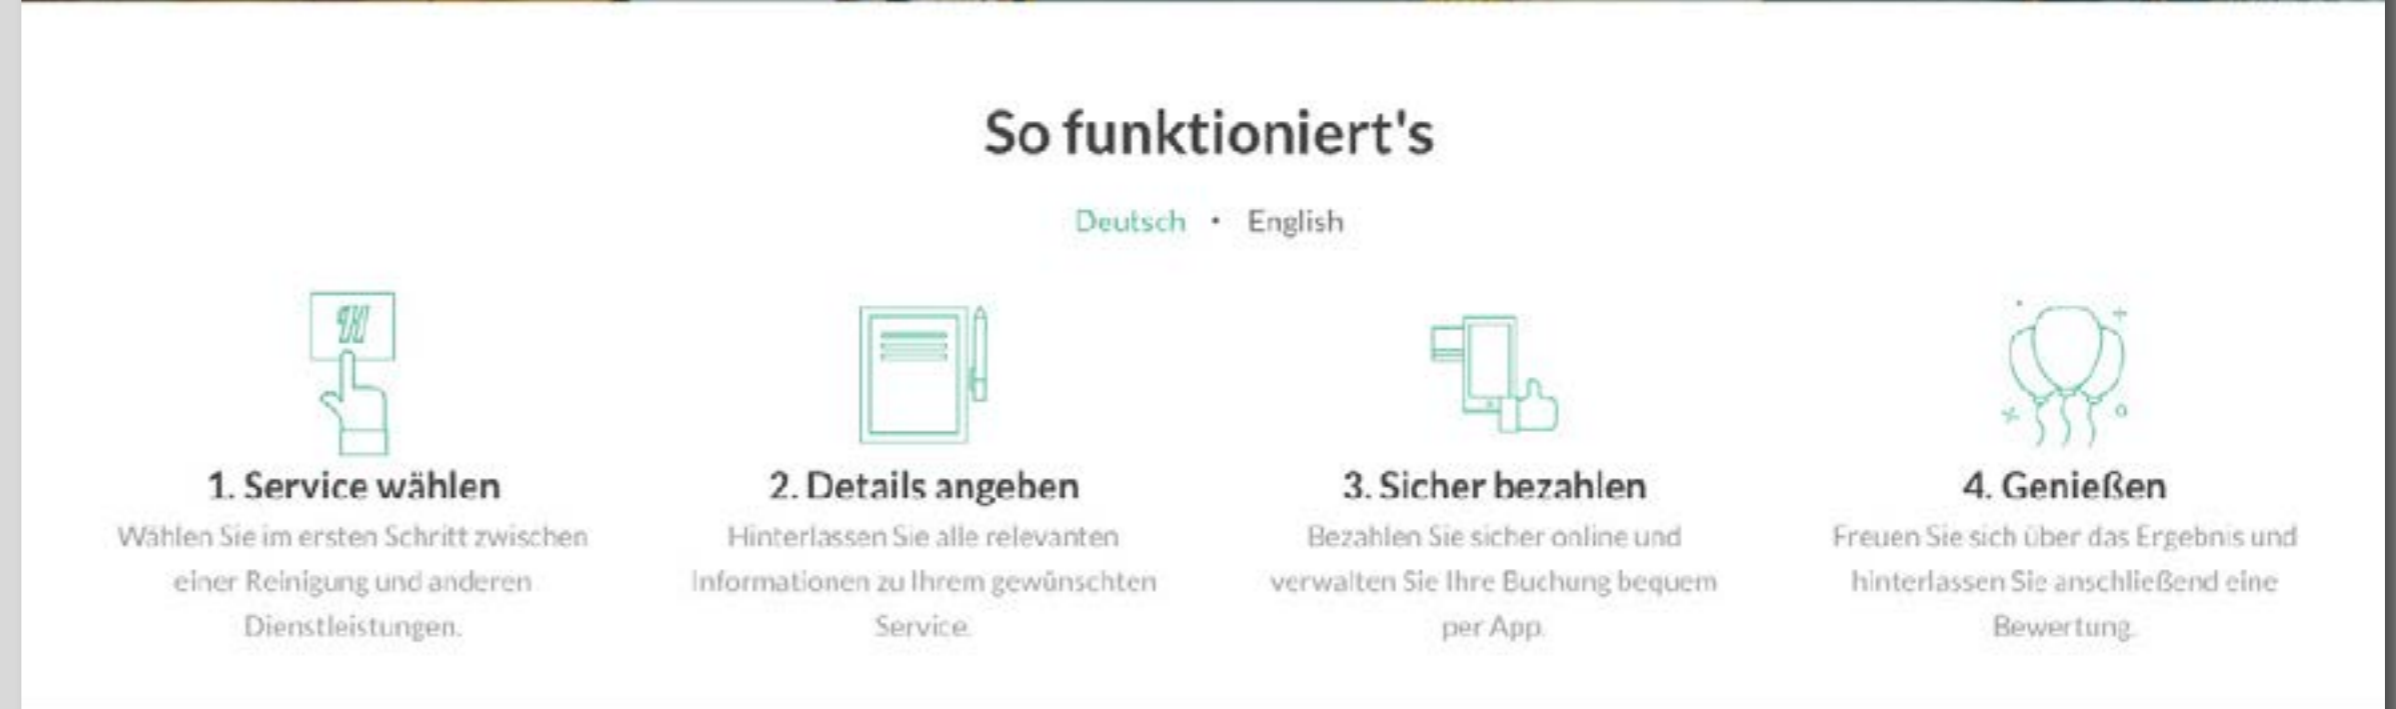 So funktioniert's
Deutsch • English
1. Service wählen
Wählen Sie im ersten Schritt zwischen
einer Reinigung und anderen
Dienstleistungen.
2. Details angeben
Hinterlassen Sie alle relevanten
Informationen zu Ihrem gewünschten
Service.
3. Sicher bezahlen
Bezahlen Sie sicher online und
verwalten Sie Ihre Buchung bequem
per App.
4. Genießen
Freuen Sie sich über das Ergebnis und
hinterlassen Sie anschließend eine
Bewertung.